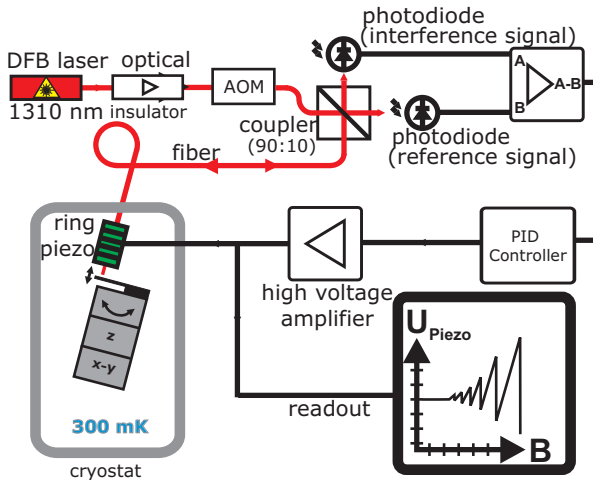 photodiode
(interference signal)
DFB laser
optical
AOM
A
A-B
B
1310 nm
insulator
coupler
(90:10)
photodiode
(reference signal)
fiber
ring
piezo
PID
Controller
high voltage
amplifier
z
x-y
300 mK
cryostat
readout
U Piezo
B